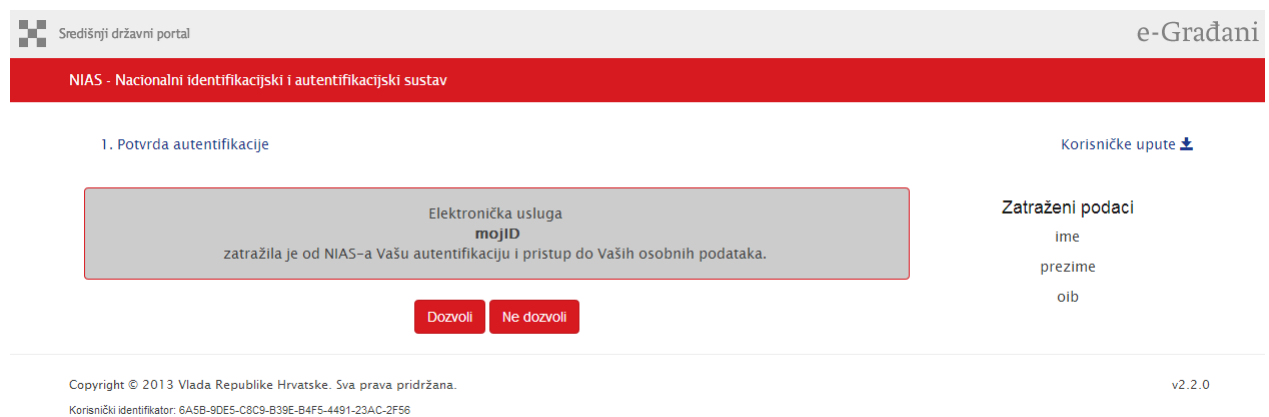 Središnji državni portal
e-Građani
NIAS - Nacionalni identifikacijski i autentifikacijski sustav
1. Potvrda autentifikacije
Korisničke upute
Elektronička usluga
mojID
zatražila je od NIAS-a Vašu autentifikaciju i pristup do Vaših osobnih podataka.
Dozvoli
Ne dozvoli
Zatraženi podaci
ime
prezime
oib
Copyright © 2013 Vlada Republike Hrvatske. Sva prava pridržana.
v2.2.0
Korisnički identifikator: 6A5B-9DE5-C8C9-B39E-B4F5-4491-23AC-2F56